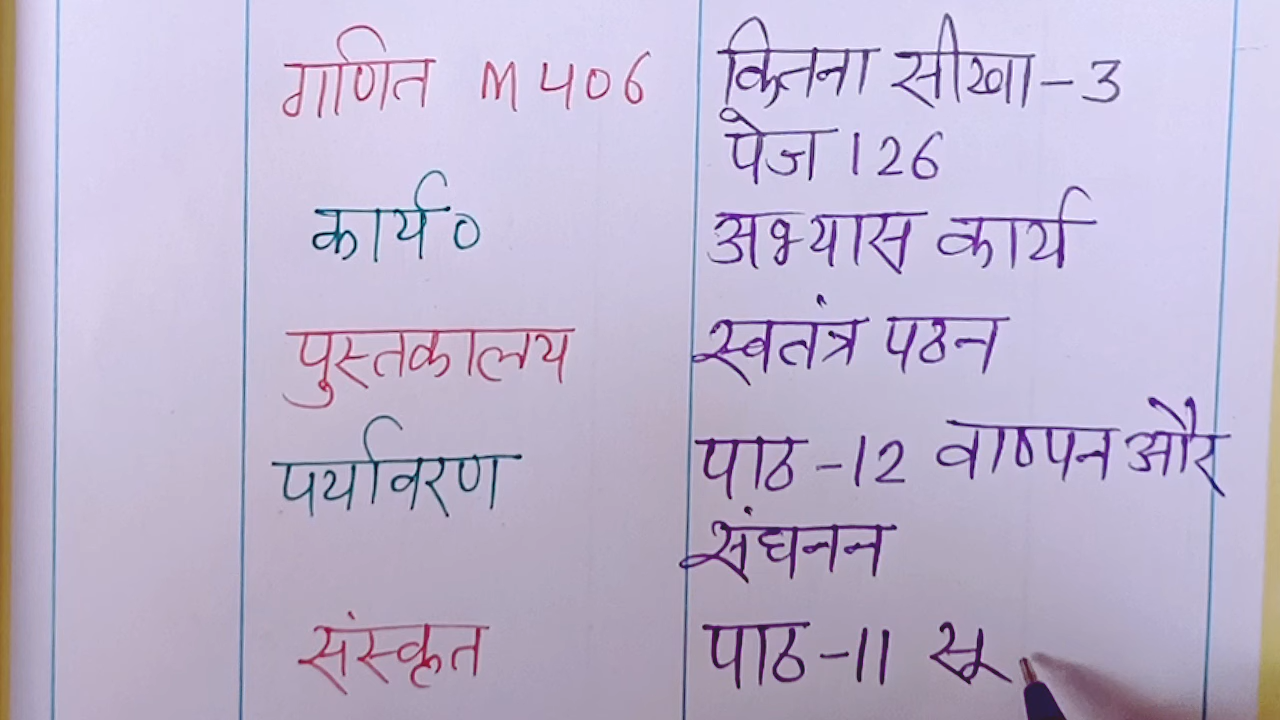 गणित M406 कितना सीखा-3
पेज 126
कार्य० अभ्यास कार्य
पुस्तकालय स्वतंत्र पठन
पर्यावरण पाठ-12 वाष्पन और
संघनन
संस्कृत पाठ-11 सू